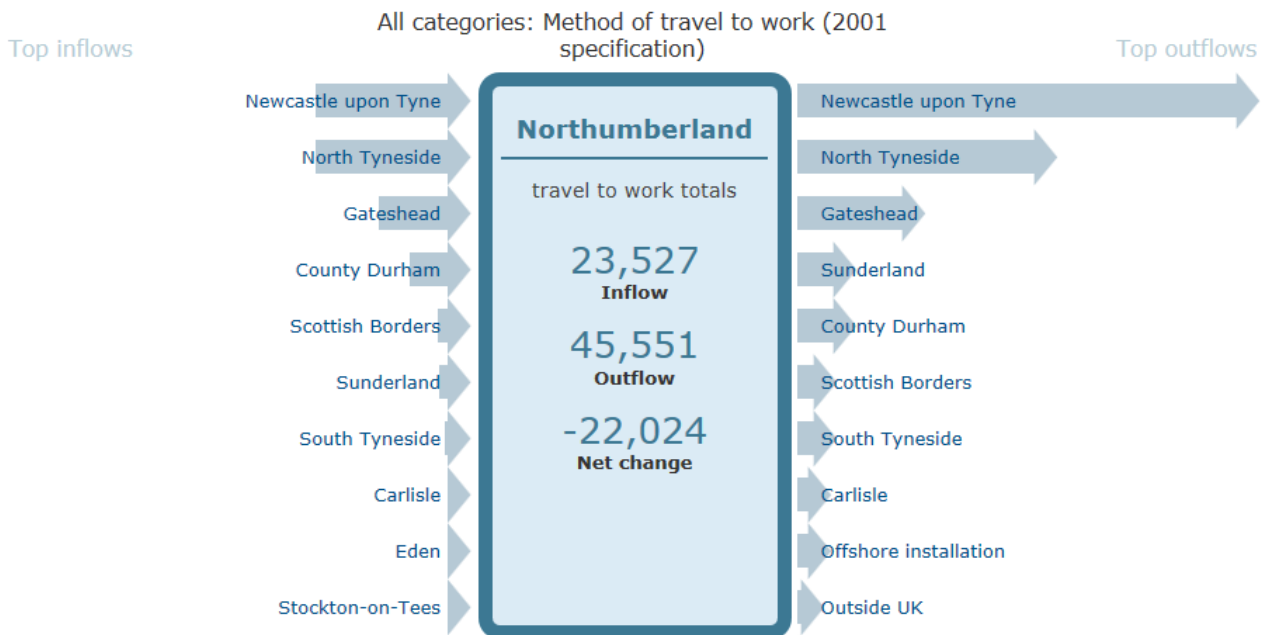 All categories: Method of travel to work (2001
specification)
Top inflows
Top outflows
Newcastle upon Tyne
North Tyneside
Gateshead
County Durham
Scottish Borders
Sunderland
South Tyneside
Carlisle
Eden
Stockton-on-Tees
Northumberland
travel to work totals
23,527
Inflow
45,551
Outflow
-22,024
Net change
Newcastle upon Tyne
North Tyneside
Gateshead
Sunderland
County Durham
Scottish Borders
South Tyneside
Carlisle
Offshore installation
Outside UK